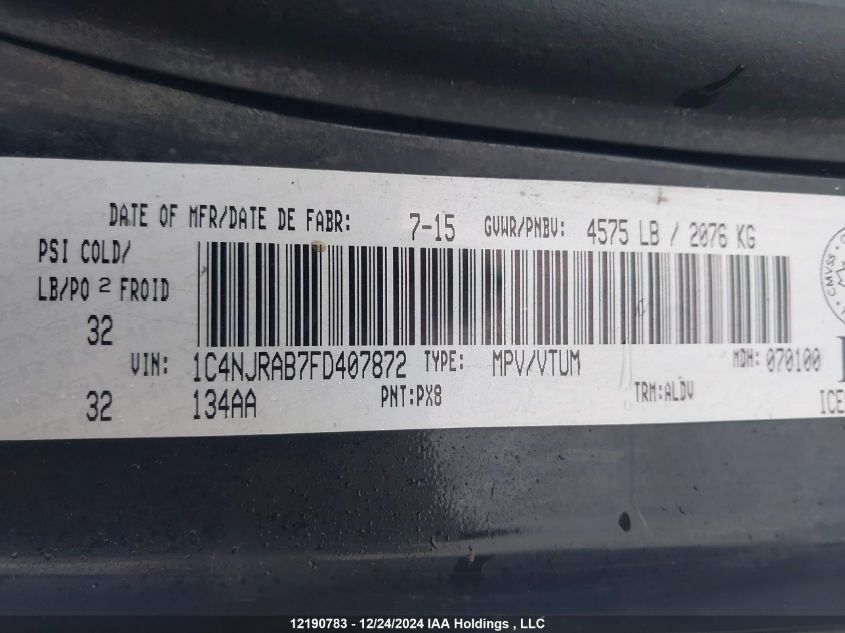 DATE OF MFR/DATE DE FABR: 7-15 GVWR/PNBV: 4575 LB / 2076 KG
PSI COLD/
LB/PO 2 FROID
32
VIN: 1C4NJRAB7FD407872 TYPE: MPV/VTUM MDH: 070100
32 134AA PNT:PX8 TRM:ALDV
CMVSS
12190783 - 12/24/2024 IAA Holdings , LLC